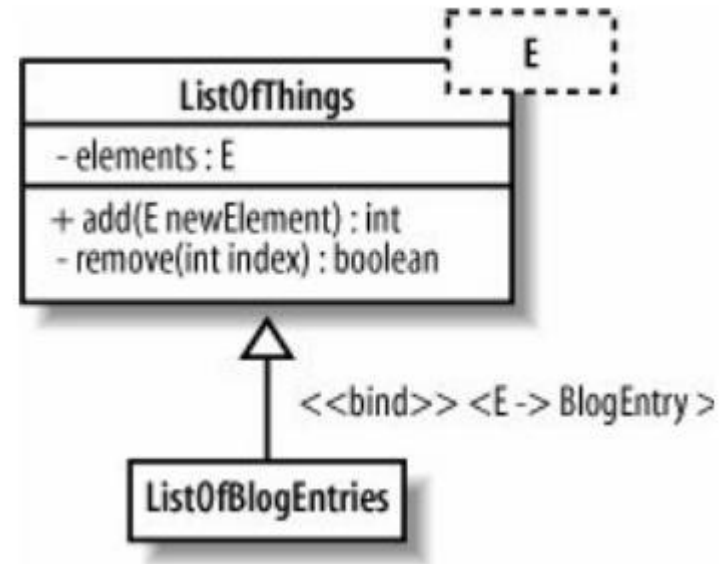 E
ListOfThings
- elements : E
+ add(E newElement) : int
- remove(int index) : boolean
<<bind>> <E -> BlogEntry >
ListOfBlogEntries